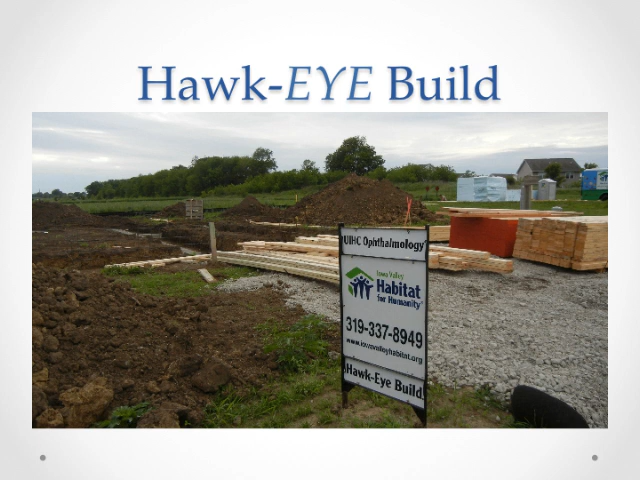 Hawk-EYE Build
UIHC Ophthalmology
Iowa Valley
Habitat
for Humanity®
319-337-8949
www.iowavalleyhabitat.org
Hawk-Eye Build